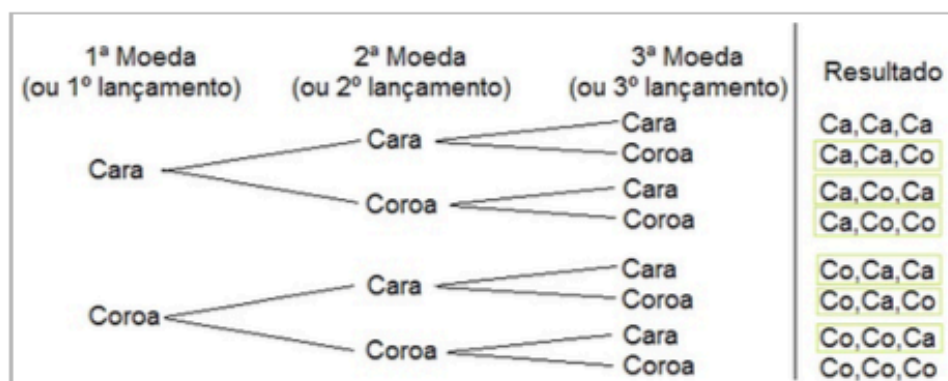 1ª Moeda 2ª Moeda 3ª Moeda
(ou 1º lançamento) (ou 2º lançamento) (ou 3º lançamento) Resultado
Cara Ca,Ca,Ca
Cara
Coroa Ca,Ca,Co
Cara
Cara Ca,Co,Ca
Coroa
Coroa Ca,Co,Co
Cara Co,Ca,Ca
Cara
Coroa Co,Ca,Co
Coroa
Cara Co,Co,Ca
Coroa
Coroa Co,Co,Co